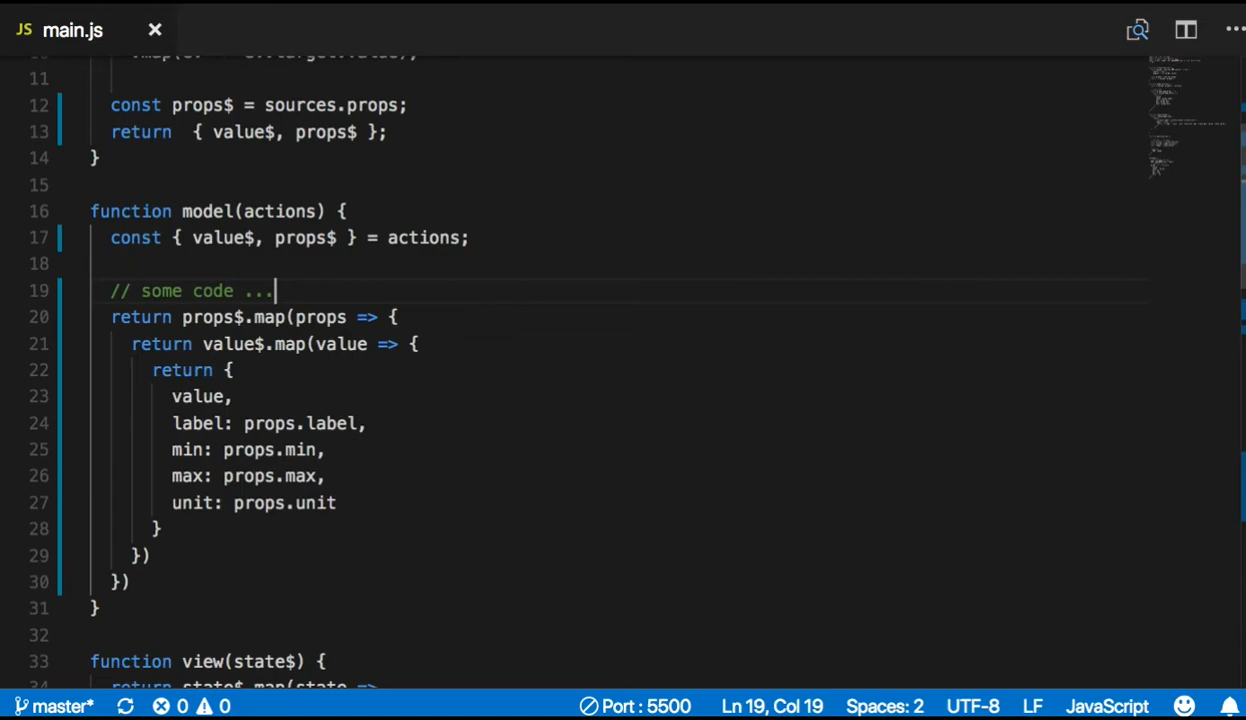 JS main.js
11
12 const props$ = sources.props;
13 return  { value$, props$ };
14 }
15
16 function model(actions) {
17 const { value$, props$ } = actions;
18
19 // some code ...
20 return props$.map(props => {
21 return value$.map(value => {
22 return {
23 value,
24 label: props.label,
25 min: props.min,
26 max: props.max,
27 unit: props.unit
28 }
29 })
30 })
31 }
32
33 function view(state$) {
34 return state$.map(state =>
master* 0 0 Port : 5500 Ln 19, Col 19 Spaces: 2 UTF-8 LF JavaScript